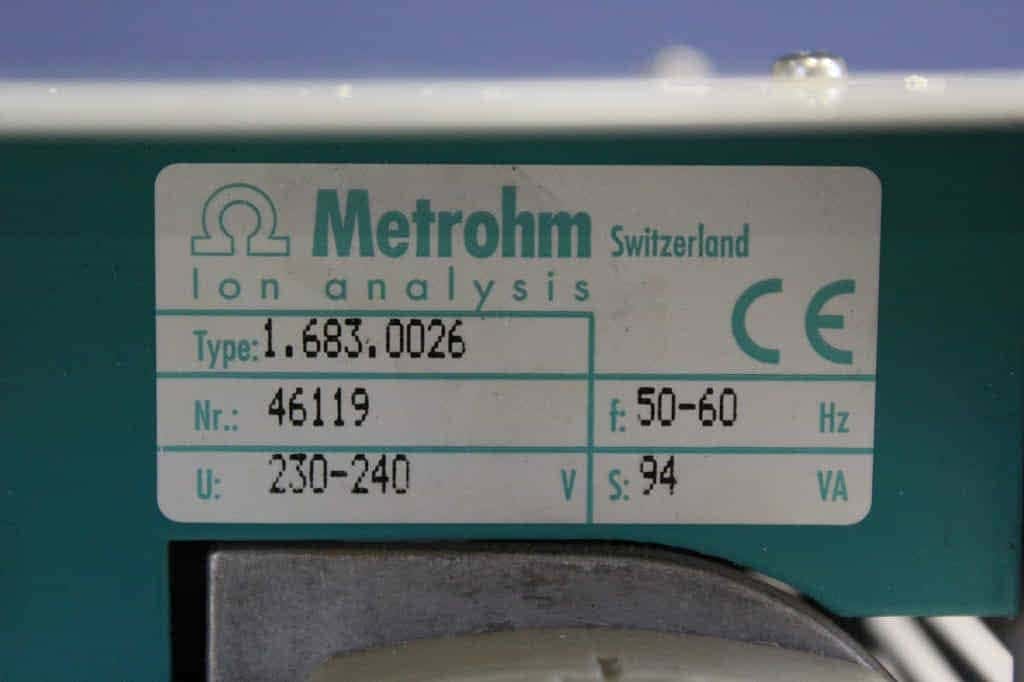 Metrohm Switzerland
Ion analysis
CE
Type: 1.683.0026
Nr.: 46119 f: 50-60 Hz
U: 230-240 V S: 94 VA